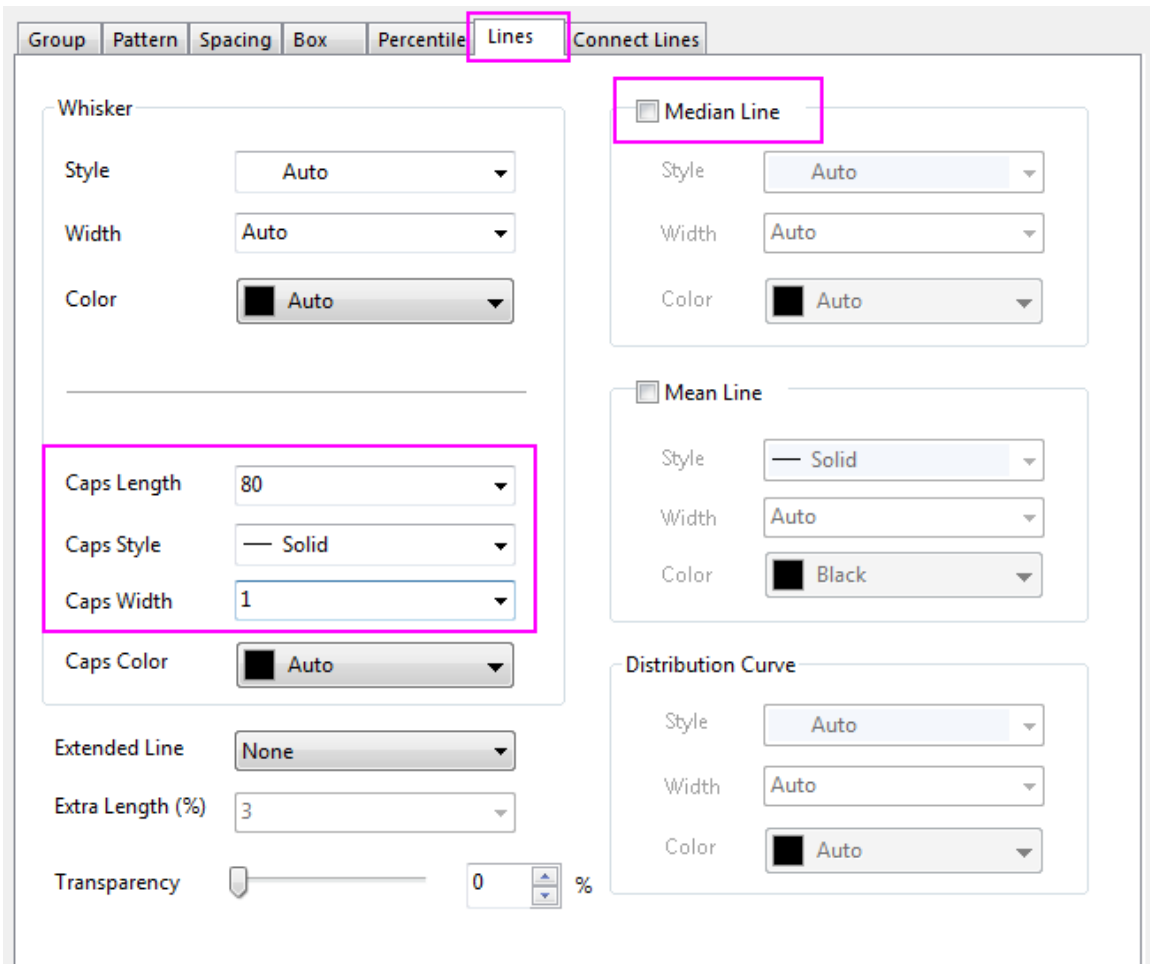 Group Pattern Spacing Box Percentile Lines Connect Lines
Whisker
Style Auto
Width Auto
Color Auto
Caps Length 80
Caps Style Solid
Caps Width 1
Caps Color Auto
Extended Line None
Extra Length (%) 3
Transparency 0 %
Median Line
Style Auto
Width Auto
Color Auto
Mean Line
Style Solid
Width Auto
Color Black
Distribution Curve
Style Auto
Width Auto
Color Auto